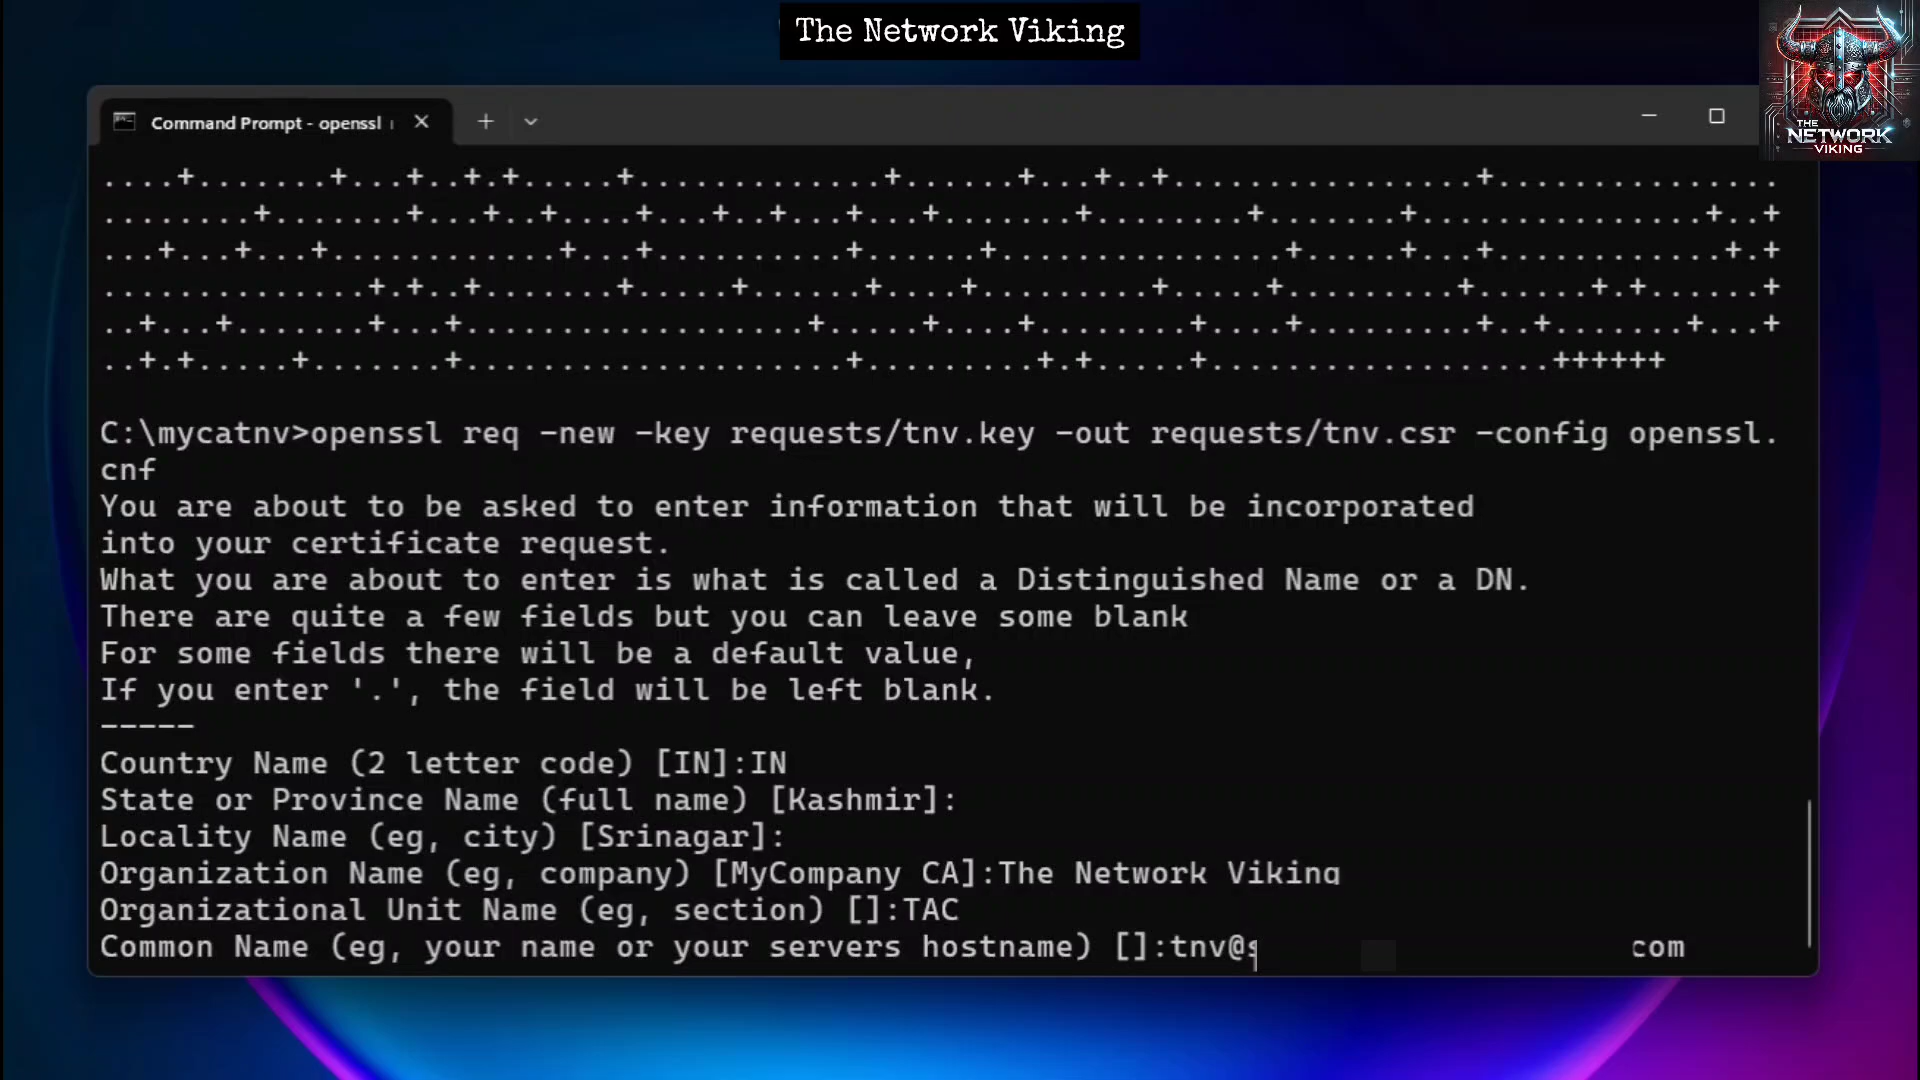 The Network Viking
THE
NETWORK
VIKING
Command Prompt - openssl
....+.......+...+..+.+.....+.............+......+...+..+................+...............
........+.......+...+..+....+...+..+...+...+.......+........+.......+...............+..+
...+...+...+............+...+..........+......+...............+.....+...+............+.+
..............+.+..+.......+.....+......+....+.........+.....+.........+......+.+......+
..+...+.......+...+..................+.....+....+........+....+.........+..+.......+...+
..+.+.....+.......+....................+.........+.+.....+..................++++++
C:\mycatnv>openssl req -new -key requests/tnv.key -out requests/tnv.csr -config openssl.
cnf
You are about to be asked to enter information that will be incorporated
into your certificate request.
What you are about to enter is what is called a Distinguished Name or a DN.
There are quite a few fields but you can leave some blank
For some fields there will be a default value,
If you enter '.', the field will be left blank.
-----
Country Name (2 letter code) [IN]:IN
State or Province Name (full name) [Kashmir]:
Locality Name (eg, city) [Srinagar]:
Organization Name (eg, company) [MyCompany CA]:The Network Viking
Organizational Unit Name (eg, section) []:TAC
Common Name (eg, your name or your servers hostname) []:tnv@ com